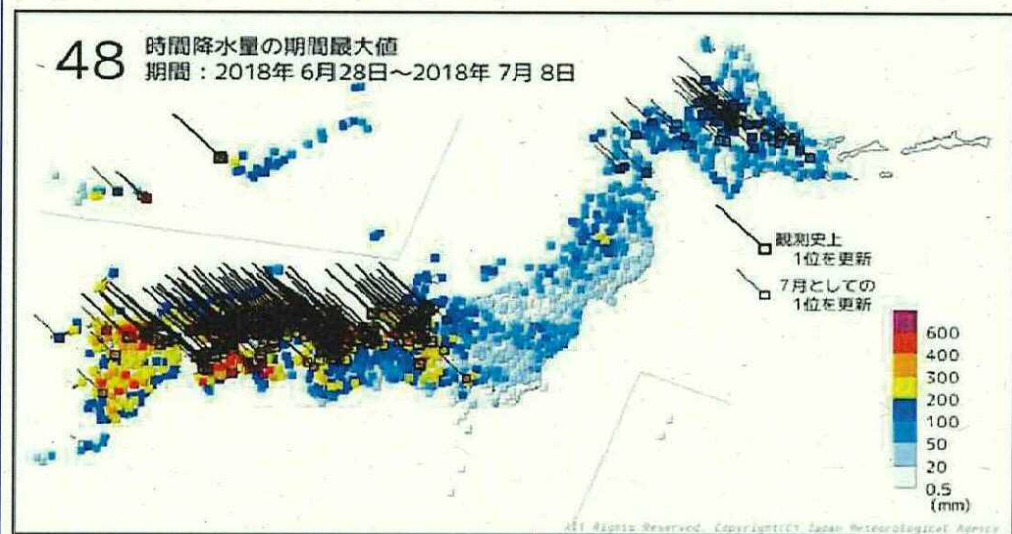 48 時間降水量の期間最大値
期間：2018年 6月28日～2018年 7月 8日
観測史上
1位を更新
7月としての
1位を更新
600
400
300
200
100
50
20
0.5
(mm)
All Rights Reserved. Copyright(C) Japan Meteorological Agency